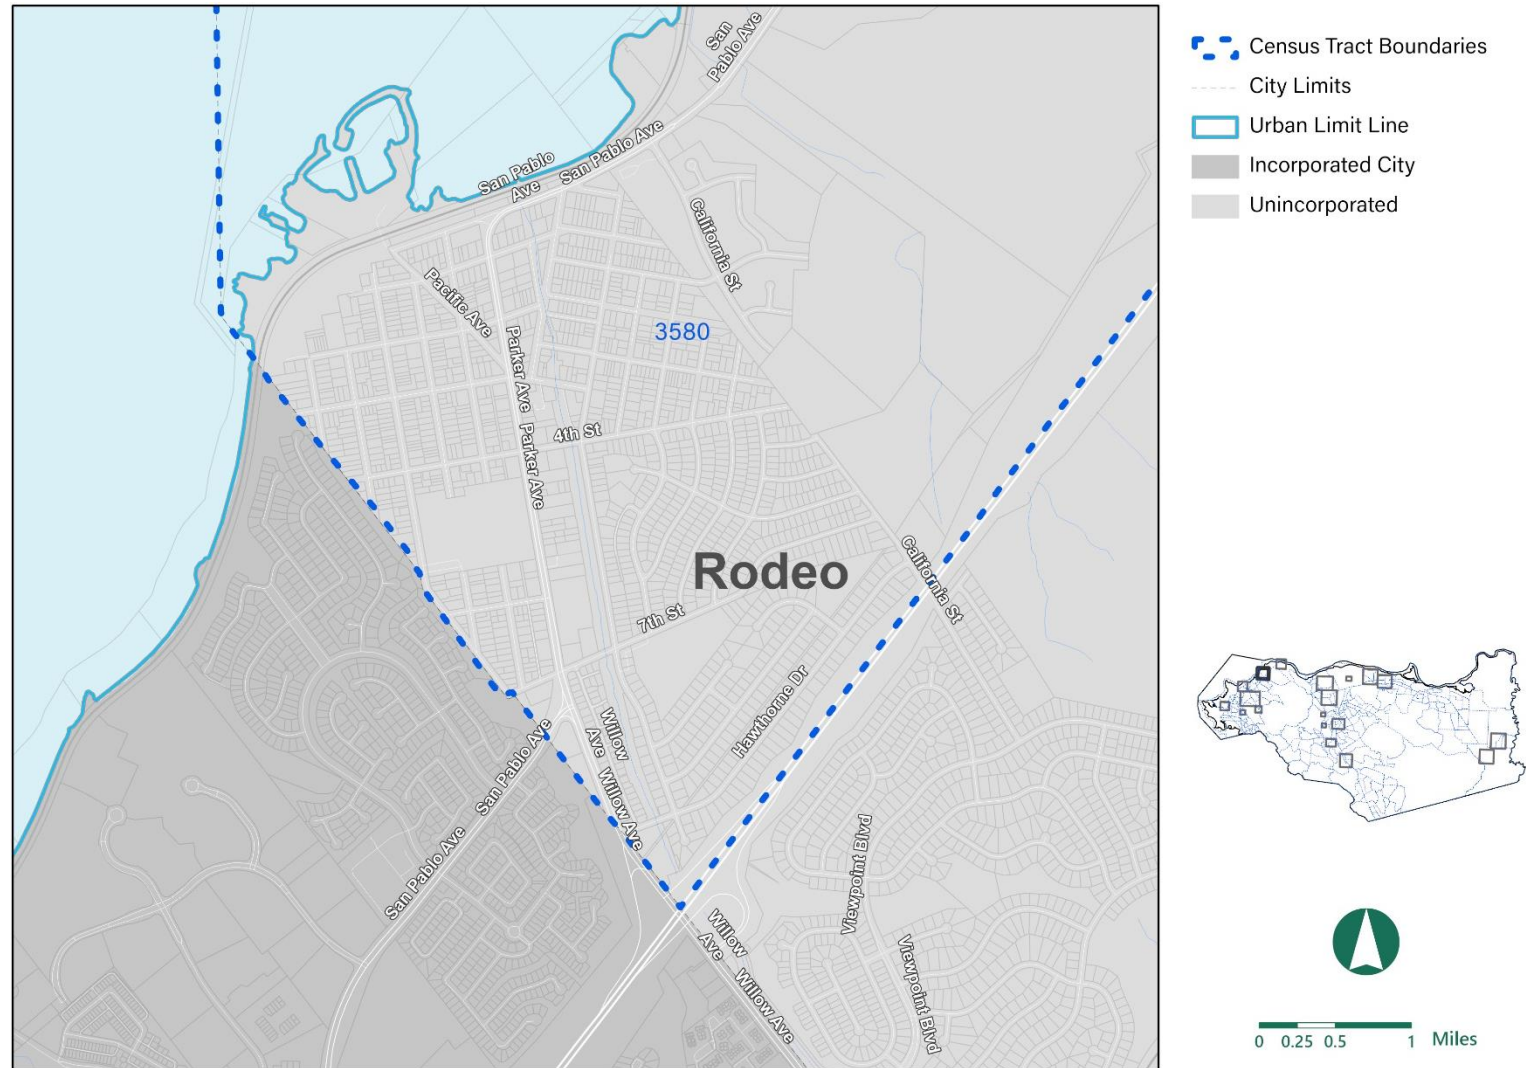 San
Pablo Ave
San Pablo
Ave
San Pablo Ave
California St
Pacific Ave
3580
Parker Ave
Parker Ave
4th St
Rodeo
California St
7th St
Hawthorne Dr
Willow
Ave
Willow Ave
San Pablo Ave
San Pablo Ave
Viewpoint Blvd
Willow
Ave
Willow Ave
Viewpoint Blvd
Census Tract Boundaries
City Limits
Urban Limit Line
Incorporated City
Unincorporated
0 0.25 0.5 1 Miles